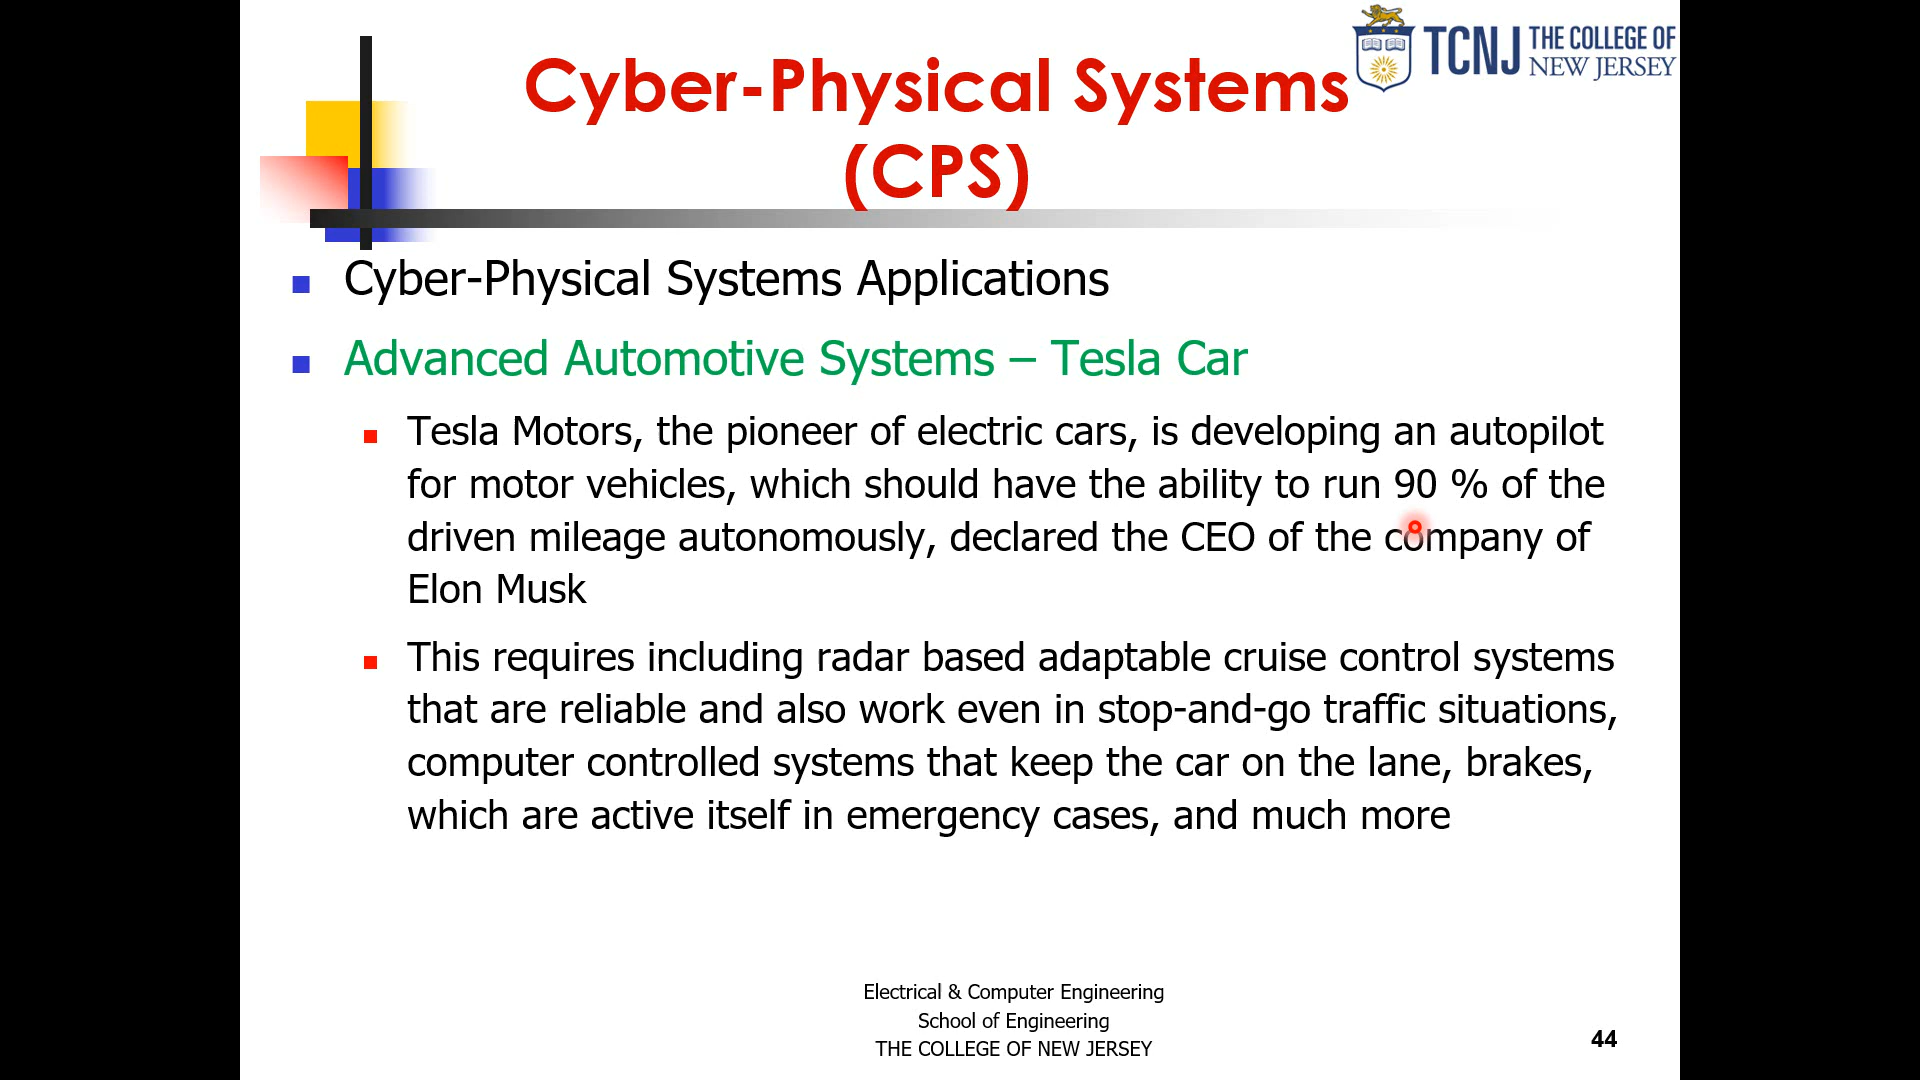 TCNJ THE COLLEGE OF
NEW JERSEY
Cyber-Physical Systems
(CPS)
Cyber-Physical Systems Applications
Advanced Automotive Systems – Tesla Car
Tesla Motors, the pioneer of electric cars, is developing an autopilot
for motor vehicles, which should have the ability to run 90 % of the
driven mileage autonomously, declared the CEO of the company of
Elon Musk
This requires including radar based adaptable cruise control systems
that are reliable and also work even in stop-and-go traffic situations,
computer controlled systems that keep the car on the lane, brakes,
which are active itself in emergency cases, and much more
Electrical & Computer Engineering
School of Engineering
THE COLLEGE OF NEW JERSEY
44